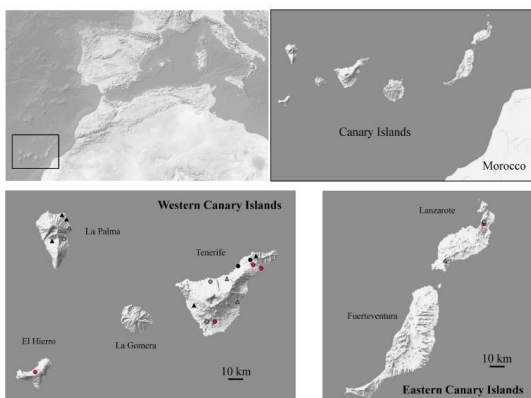 Canary Islands
Morocco
Western Canary Islands
La Palma
Tenerife
El Hierro
La Gomera
10 km
Lanzarote
Fuerteventura
10 km
Eastern Canary Islands